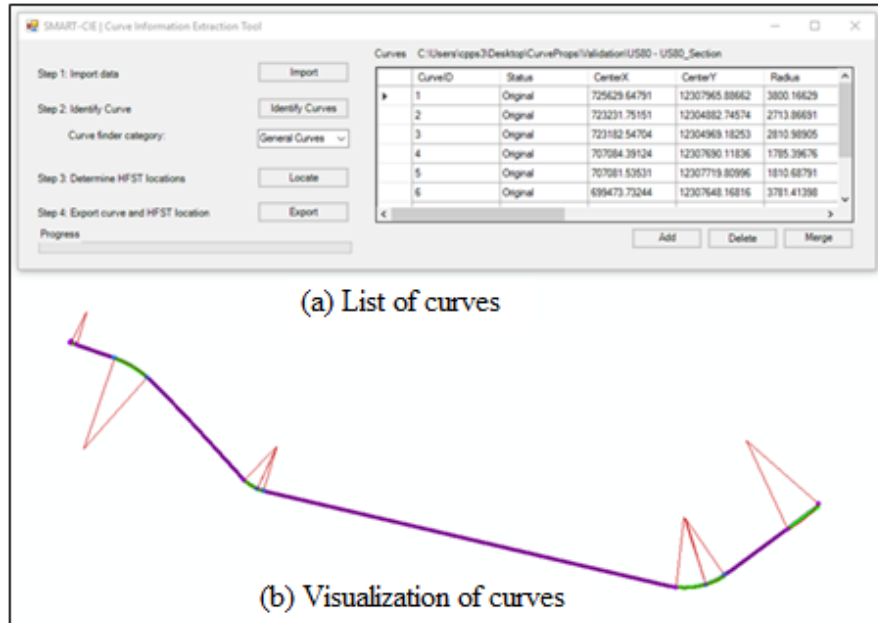 SMART-CIE | Curve Information Extraction Tool
Curves C:\Users\cpps3\Desktop\CurveProps\Validation\US80 - US80_Section
Step 1: Import data
Import
Step 2: Identify Curve
Identify Curves
Curve finder category:
General Curves
Step 3: Determine HFST locations
Locate
Step 4: Export curve and HFST location
Export
Progress
CurveID Status CenterX CenterY Radius
1 Original 725629.64791 12307965.88662 3800.16629
2 Original 723231.75151 12304882.74574 2713.86691
3 Original 723182.54704 12304969.18253 2810.98905
4 Original 707084.39124 12307690.11836 1785.39676
5 Original 707081.53531 12307719.80996 1810.68791
6 Original 699473.73244 12307648.16816 3781.41398
Add Delete Merge
(a) List of curves
(b) Visualization of curves